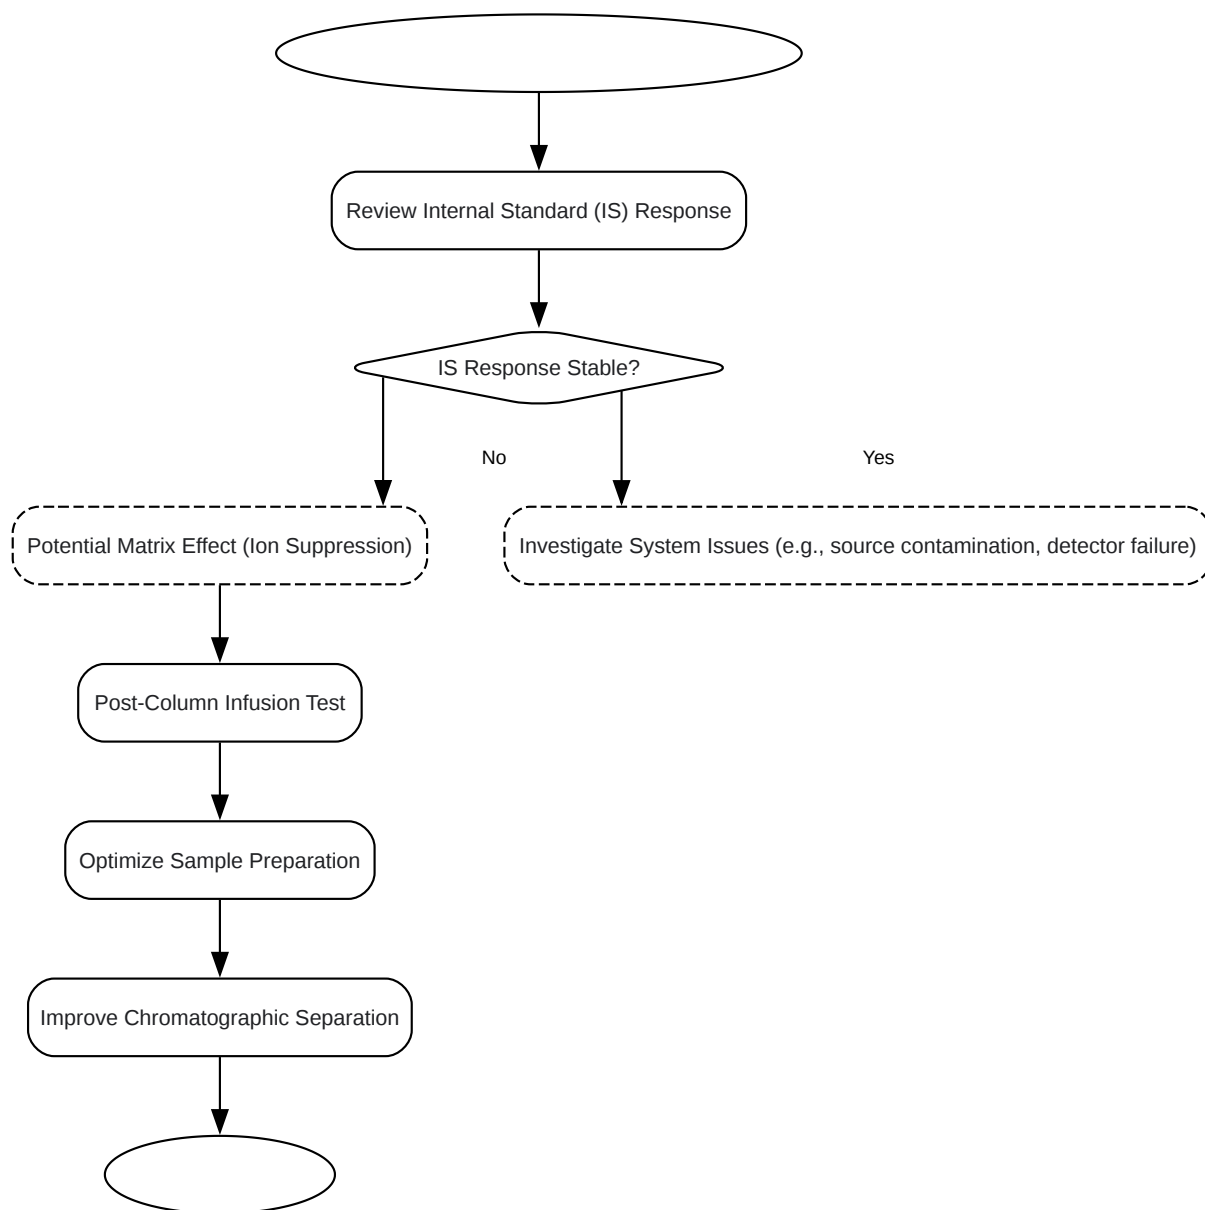 Review Internal Standard (IS) Response
IS Response Stable?
No
Yes
Potential Matrix Effect (Ion Suppression)
Investigate System Issues (e.g., source contamination, detector failure)
Post-Column Infusion Test
Optimize Sample Preparation
Improve Chromatographic Separation